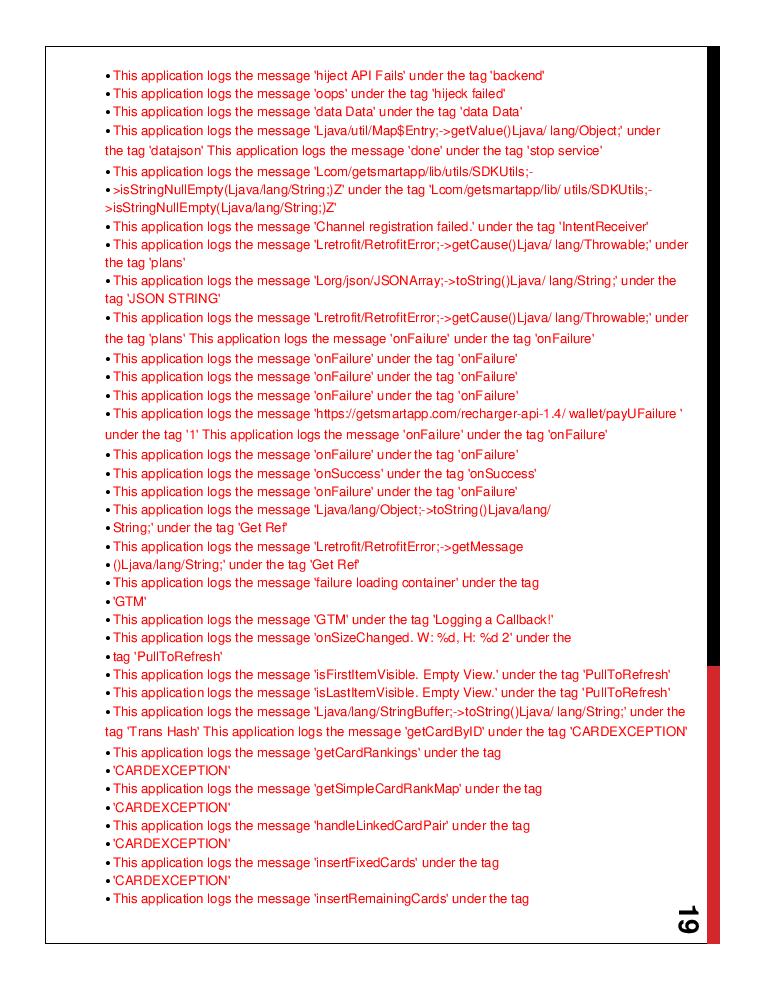 • This application logs the message 'hiject API Fails' under the tag 'backend'
• This application logs the message 'oops' under the tag 'hijeck failed'
• This application logs the message 'data Data' under the tag 'data Data'
• This application logs the message 'Ljava/util/Map$Entry;->getValue()Ljava/ lang/Object;' under
the tag 'datajson' This application logs the message 'done' under the tag 'stop service'
• This application logs the message 'Lcom/getsmartapp/lib/utils/SDKUtils;-
• >isStringNullEmpty(Ljava/lang/String;)Z' under the tag 'Lcom/getsmartapp/lib/ utils/SDKUtils;-
>isStringNullEmpty(Ljava/lang/String;)Z'
• This application logs the message 'Channel registration failed.' under the tag 'IntentReceiver'
• This application logs the message 'Lretrofit/RetrofitError;->getCause()Ljava/ lang/Throwable;' under
the tag 'plans'
• This application logs the message 'Lorg/json/JSONArray;->toString()Ljava/ lang/String;' under the
tag 'JSON STRING'
• This application logs the message 'Lretrofit/RetrofitError;->getCause()Ljava/ lang/Throwable;' under
the tag 'plans' This application logs the message 'onFailure' under the tag 'onFailure'
• This application logs the message 'onFailure' under the tag 'onFailure'
• This application logs the message 'onFailure' under the tag 'onFailure'
• This application logs the message 'onFailure' under the tag 'onFailure'
• This application logs the message 'https://getsmartapp.com/recharger-api-1.4/ wallet/payUFailure '
under the tag '1' This application logs the message 'onFailure' under the tag 'onFailure'
• This application logs the message 'onFailure' under the tag 'onFailure'
• This application logs the message 'onSuccess' under the tag 'onSuccess'
• This application logs the message 'onFailure' under the tag 'onFailure'
• This application logs the message 'Ljava/lang/Object;->toString()Ljava/lang/
• String;' under the tag 'Get Ref'
• This application logs the message 'Lretrofit/RetrofitError;->getMessage
• ()Ljava/lang/String;' under the tag 'Get Ref'
• This application logs the message 'failure loading container' under the tag
• 'GTM'
• This application logs the message 'GTM' under the tag 'Logging a Callback!'
• This application logs the message 'onSizeChanged. W: %d, H: %d 2' under the
• tag 'PullToRefresh'
• This application logs the message 'isFirstItemVisible. Empty View.' under the tag 'PullToRefresh'
• This application logs the message 'isLastItemVisible. Empty View.' under the tag 'PullToRefresh'
• This application logs the message 'Ljava/lang/StringBuffer;->toString()Ljava/ lang/String;' under the
tag 'Trans Hash' This application logs the message 'getCardByID' under the tag 'CARDEXCEPTION'
• This application logs the message 'getCardRankings' under the tag
• 'CARDEXCEPTION'
• This application logs the message 'getSimpleCardRankMap' under the tag
• 'CARDEXCEPTION'
• This application logs the message 'handleLinkedCardPair' under the tag
• 'CARDEXCEPTION'
• This application logs the message 'insertFixedCards' under the tag
• 'CARDEXCEPTION'
• This application logs the message 'insertRemainingCards' under the tag
19